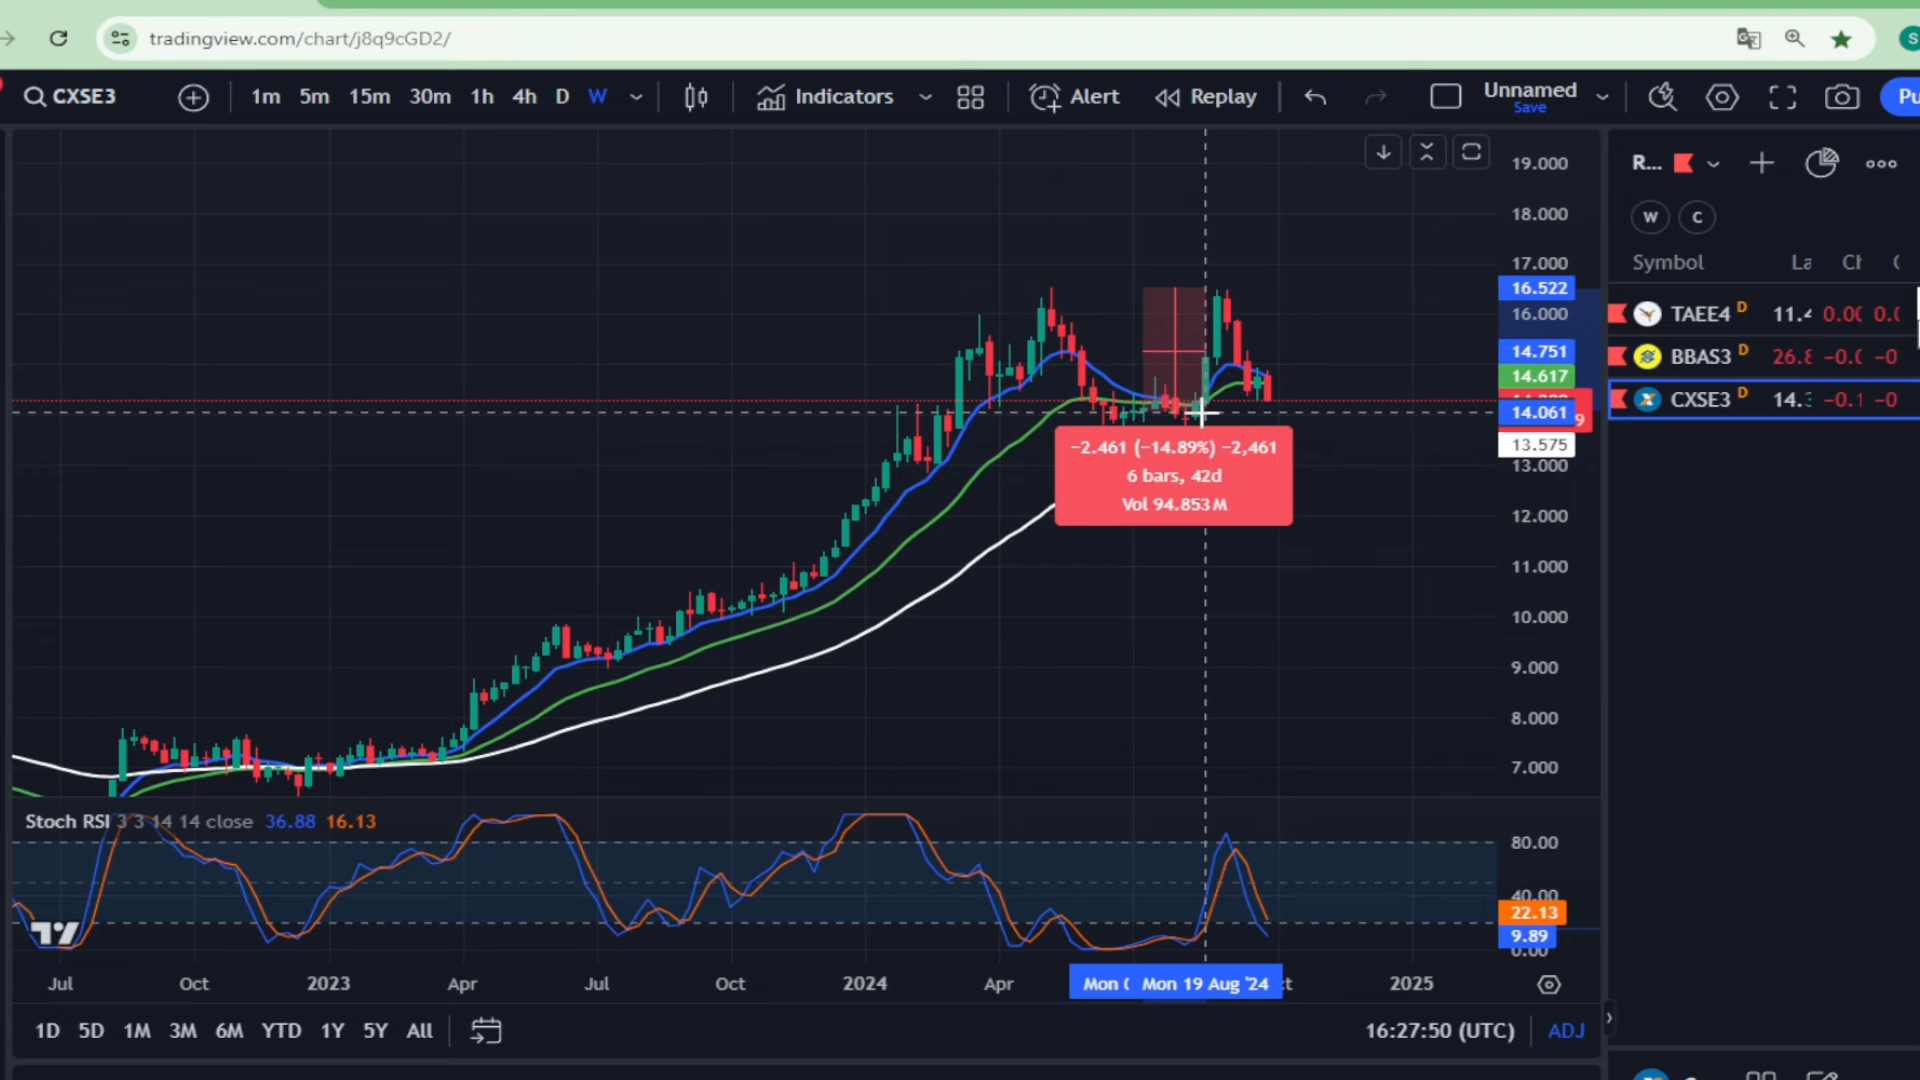 tradingview.com/chart/j8q9cGD2/
S
CXSE3 1m 5m 15m 30m 1h 4h D W Indicators Alert Replay Unnamed
Save
Pu
19.000
18.000
17.000
16.522
16.000
14.751
14.617
14.061
9
13.575
13.000
12.000
11.000
10.000
9.000
8.000
7.000
−2.461 (−14.89%) −2,461
6 bars, 42d
Vol 94.853 M
Stoch RSI 3 3 14 14 close 36.88 16.13
80.00
40.00
22.13
9.89
0.00
Jul Oct 2023 Apr Jul Oct 2024 Apr Mon Mon 19 Aug '24 2025
1D 5D 1M 3M 6M YTD 1Y 5Y All
16:27:50 (UTC) ADJ
R...
W C
Symbol La Ch
TAEE4 D 11.4 0.00 0.0
BBAS3 D 26.8 −0.0 −0
CXSE3 D 14.3 −0.1 −0